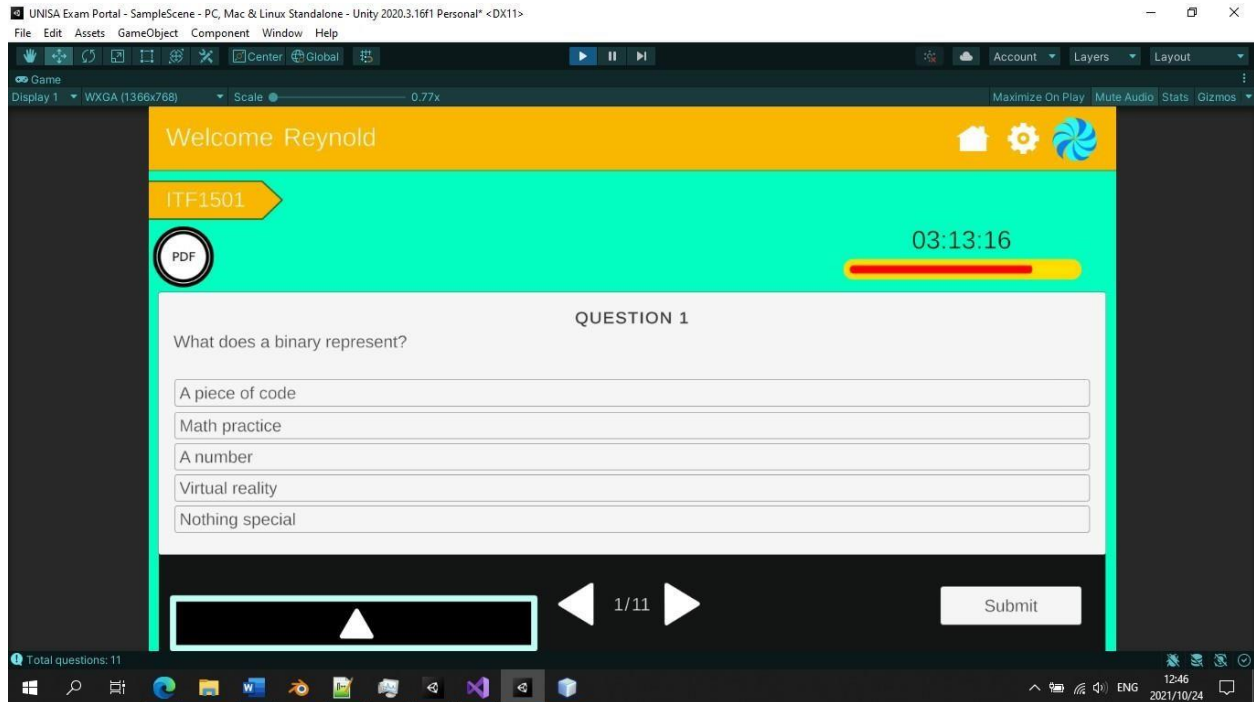 UNISA Exam Portal - SampleScene - PC, Mac & Linux Standalone - Unity 2020.3.16f1 Personal* <DX11>
File Edit Assets GameObject Component Window Help
Center Global Account Layers Layout
Game
Display 1 WXGA (1366x768) Scale 0.77x Maximize On Play Mute Audio Stats Gizmos
Welcome Reynold
ITF1501
PDF
03:13:16
QUESTION 1
What does a binary represent?
A piece of code
Math practice
A number
Virtual reality
Nothing special
1/11
Submit
Total questions: 11
ENG
12:46
2021/10/24